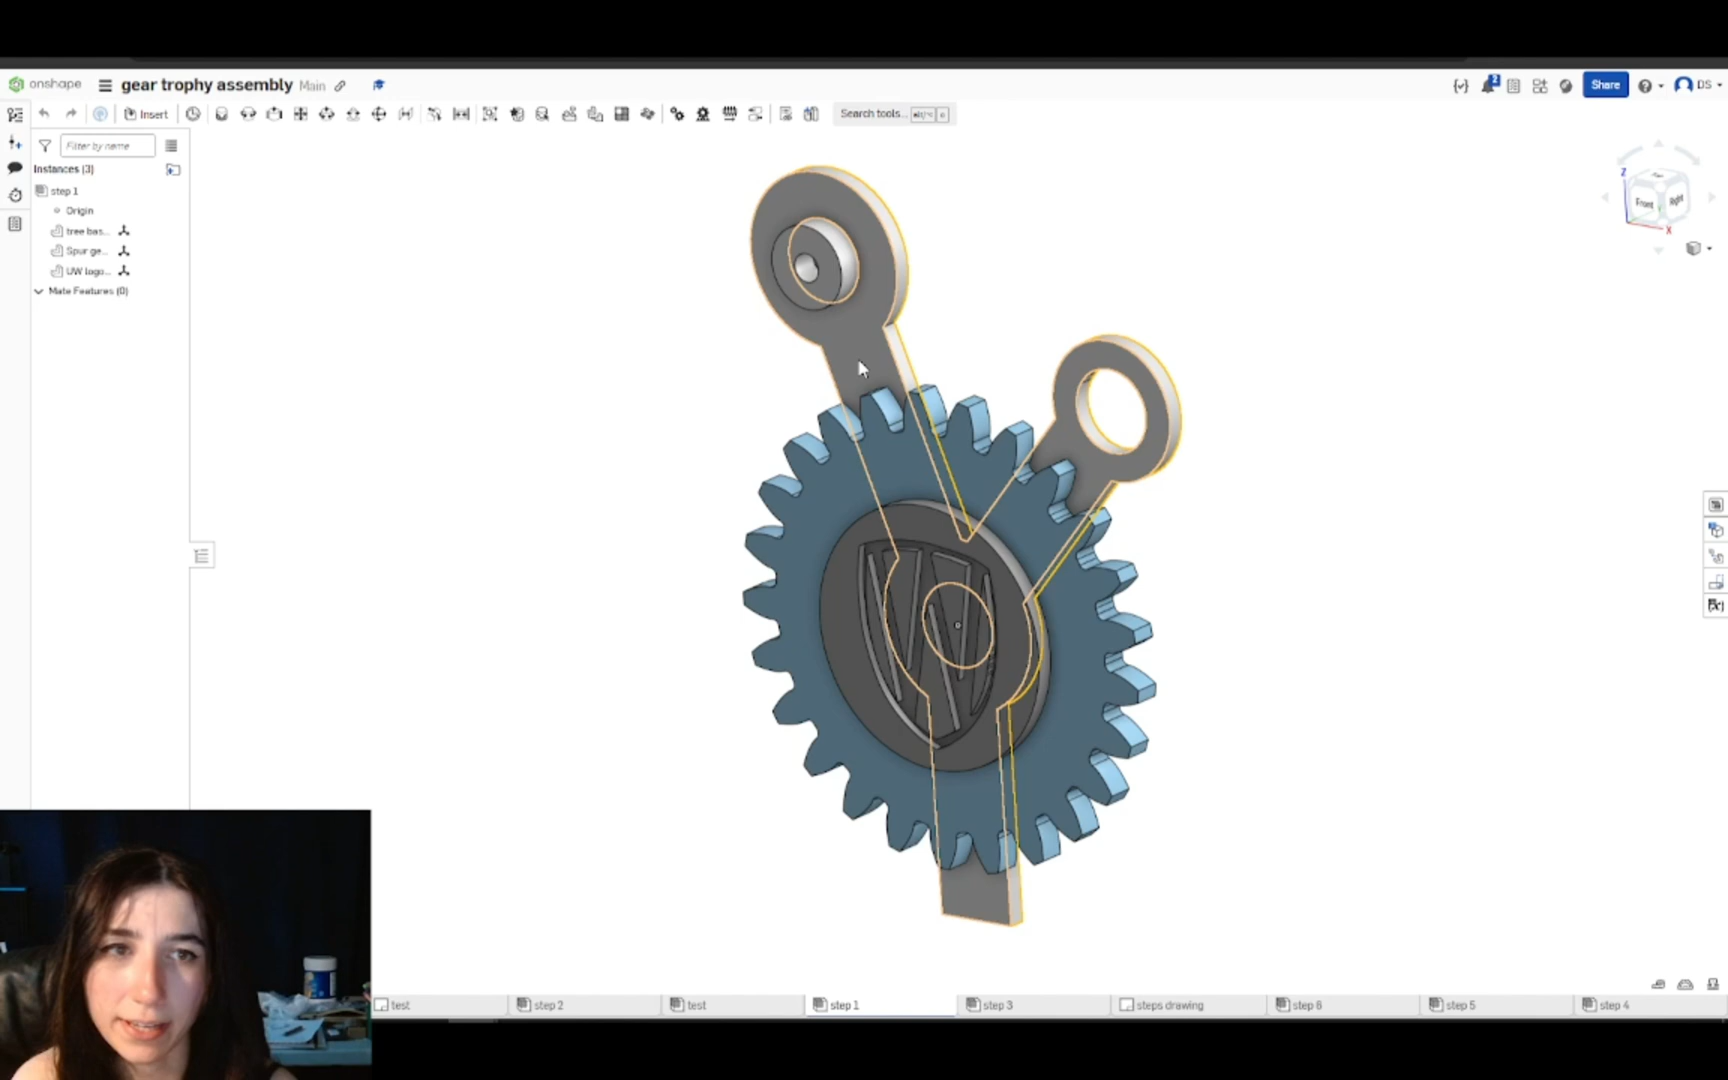 onshape
gear trophy assembly Main
2
Share
DS
Insert
Search tools...
Filter by name
Instances (3)
step 1
Origin
tree bas...
Spur ge...
UW logo...
Mate Features (0)
Z
Front
Right
X
test
step 2
test
step 1
step 3
steps drawing
step 6
step 5
step 4